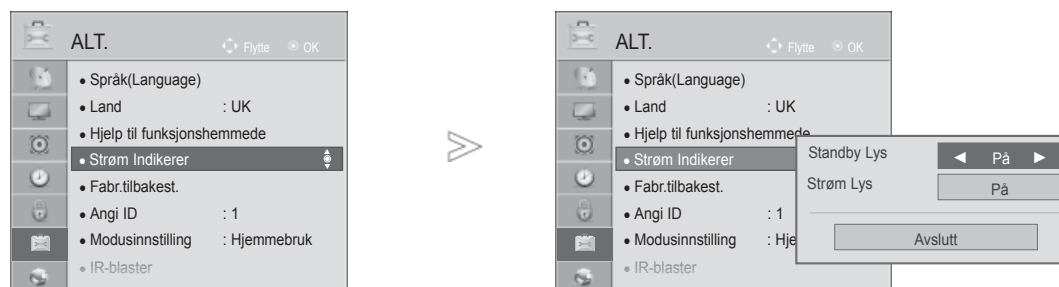 ALT.
Flytte OK
• Språk(Language)
• Land : UK
• Hjelp til funksjonshemmede
• Strøm Indikerer
• Fabr.tilbakest.
• Angi ID : 1
• Modusinnstilling : Hjemmebruk
• IR-blaster
ALT.
Flytte OK
• Språk(Language)
• Land : UK
• Hjelp til funksjonshemmede
• Strøm Indikerer
• Fabr.tilbakest.
• Angi ID : 1
• Modusinnstilling : Hje
• IR-blaster
Standby Lys ◄ På ►
Strøm Lys På
Avslutt